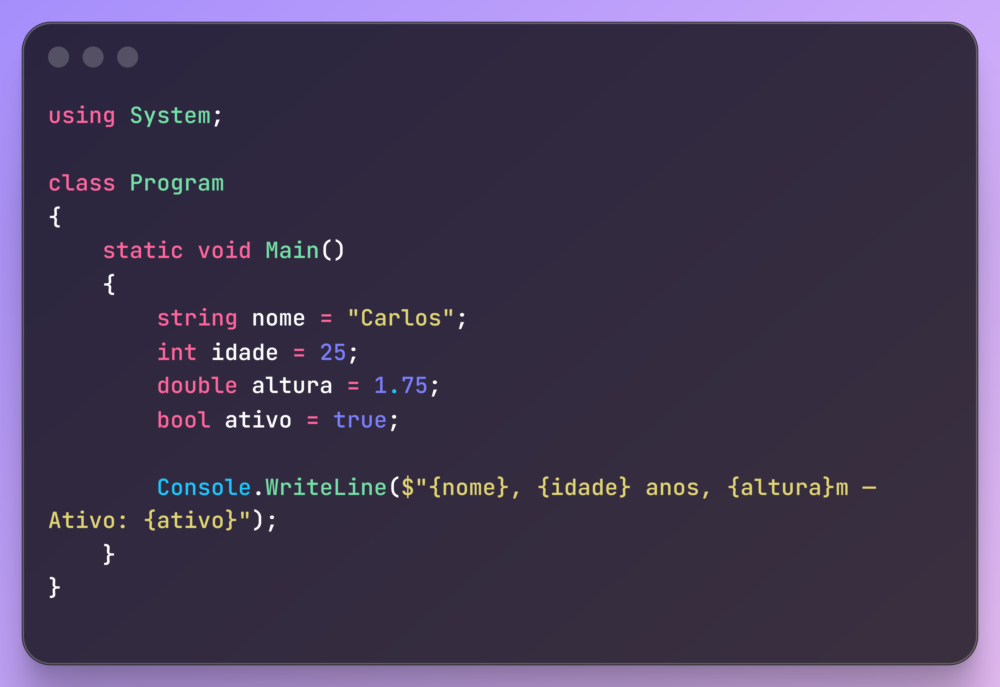 using System;

class Program
{
    static void Main()
    {
        string nome = "Carlos";
        int idade = 25;
        double altura = 1.75;
        bool ativo = true;

        Console.WriteLine($"{nome}, {idade} anos, {altura}m —
Ativo: {ativo}");
    }
}